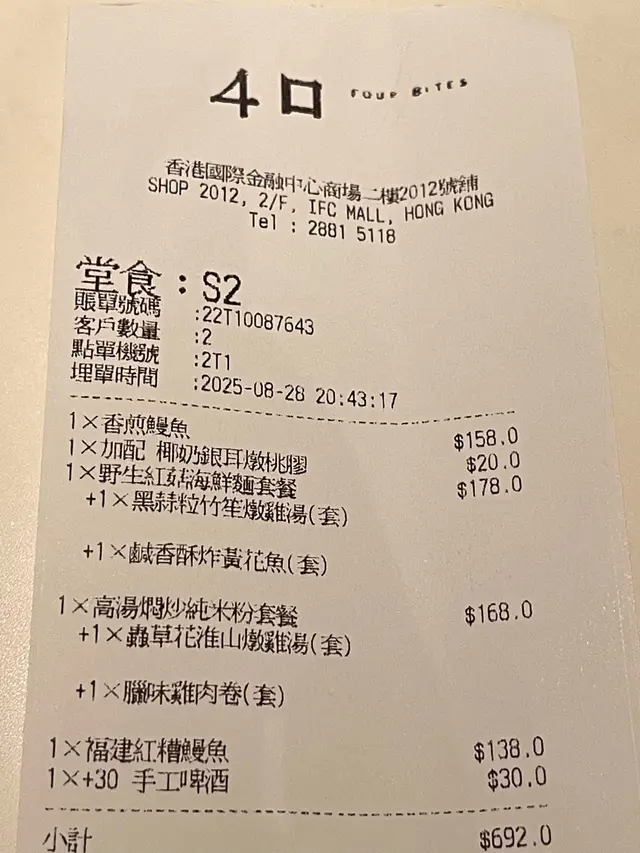 4口 FOUR BITES
香港國際金融中心商場二樓2012號舖
SHOP 2012, 2/F, IFC MALL, HONG KONG
Tel : 2881 5118
堂食 : S2
賬單號碼 :22T10087643
客戶數量 :2
點單機號 :2T1
埋單時間 :2025-08-28 20:43:17
1×香煎鰻魚 $158.0
1×加配 椰奶銀耳燉桃膠 $20.0
1×野生紅菇海鮮麵套餐 $178.0
+1×黑蒜粒竹笙燉雞湯(套)
+1×鹹香酥炸黃花魚(套)
1×高湯燜炒純米粉套餐 $168.0
+1×蟲草花淮山燉雞湯(套)
+1×臘味雞肉卷(套)
1×福建紅糟鰻魚 $138.0
1×+30 手工啤酒 $30.0
小計 $692.0